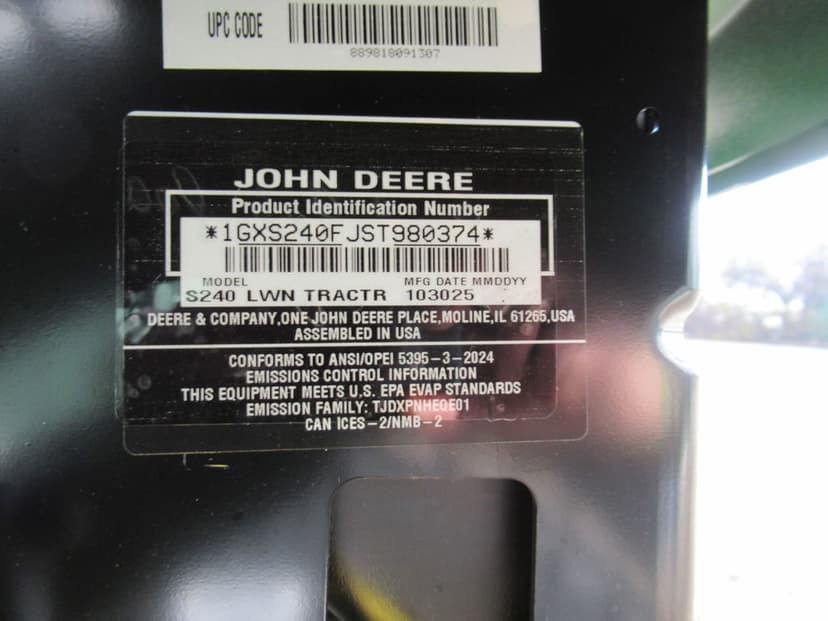 UPC CODE
889818091307
JOHN DEERE
Product Identification Number
*1GXS240FJST980374*
MODEL MFG DATE MMDDYY
S240 LWN TRACTR 103025
DEERE & COMPANY,ONE JOHN DEERE PLACE,MOLINE,IL 61265,USA
ASSEMBLED IN USA
CONFORMS TO ANSI/OPEI 5395-3-2024
EMISSIONS CONTROL INFORMATION
THIS EQUIPMENT MEETS U.S. EPA EVAP STANDARDS
EMISSION FAMILY: TJDXPNHEQE01
CAN ICES-2/NMB-2